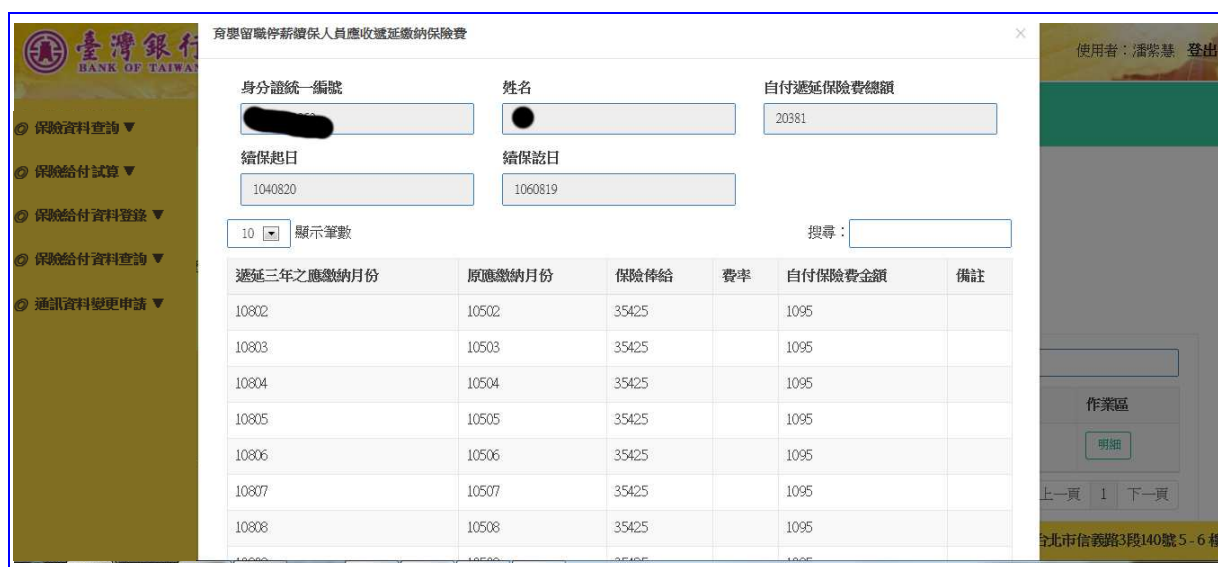 育嬰留職停薪續保人員應收遞延繳納保險費 ×
臺灣銀行
BANK OF TAIWAN
使用者：潘紫慧 登出
身分證統一編號 姓名 自付遞延保險費總額
20381
續保起日 續保訖日
1040820 1060819
保險資料查詢 ▼
保險給付試算 ▼
保險給付資料登錄 ▼
保險給付資料查詢 ▼
通訊資料變更申請 ▼
10 顯示筆數 搜尋：
遞延三年之應繳納月份 原應繳納月份 保險俸給 費率 自付保險費金額 備註
10802 10502 35425 1095
10803 10503 35425 1095
10804 10504 35425 1095
10805 10505 35425 1095
10806 10506 35425 1095
10807 10507 35425 1095
10808 10508 35425 1095
作業區
明細
上一頁 1 下一頁
台北市信義路3段140號5-6樓